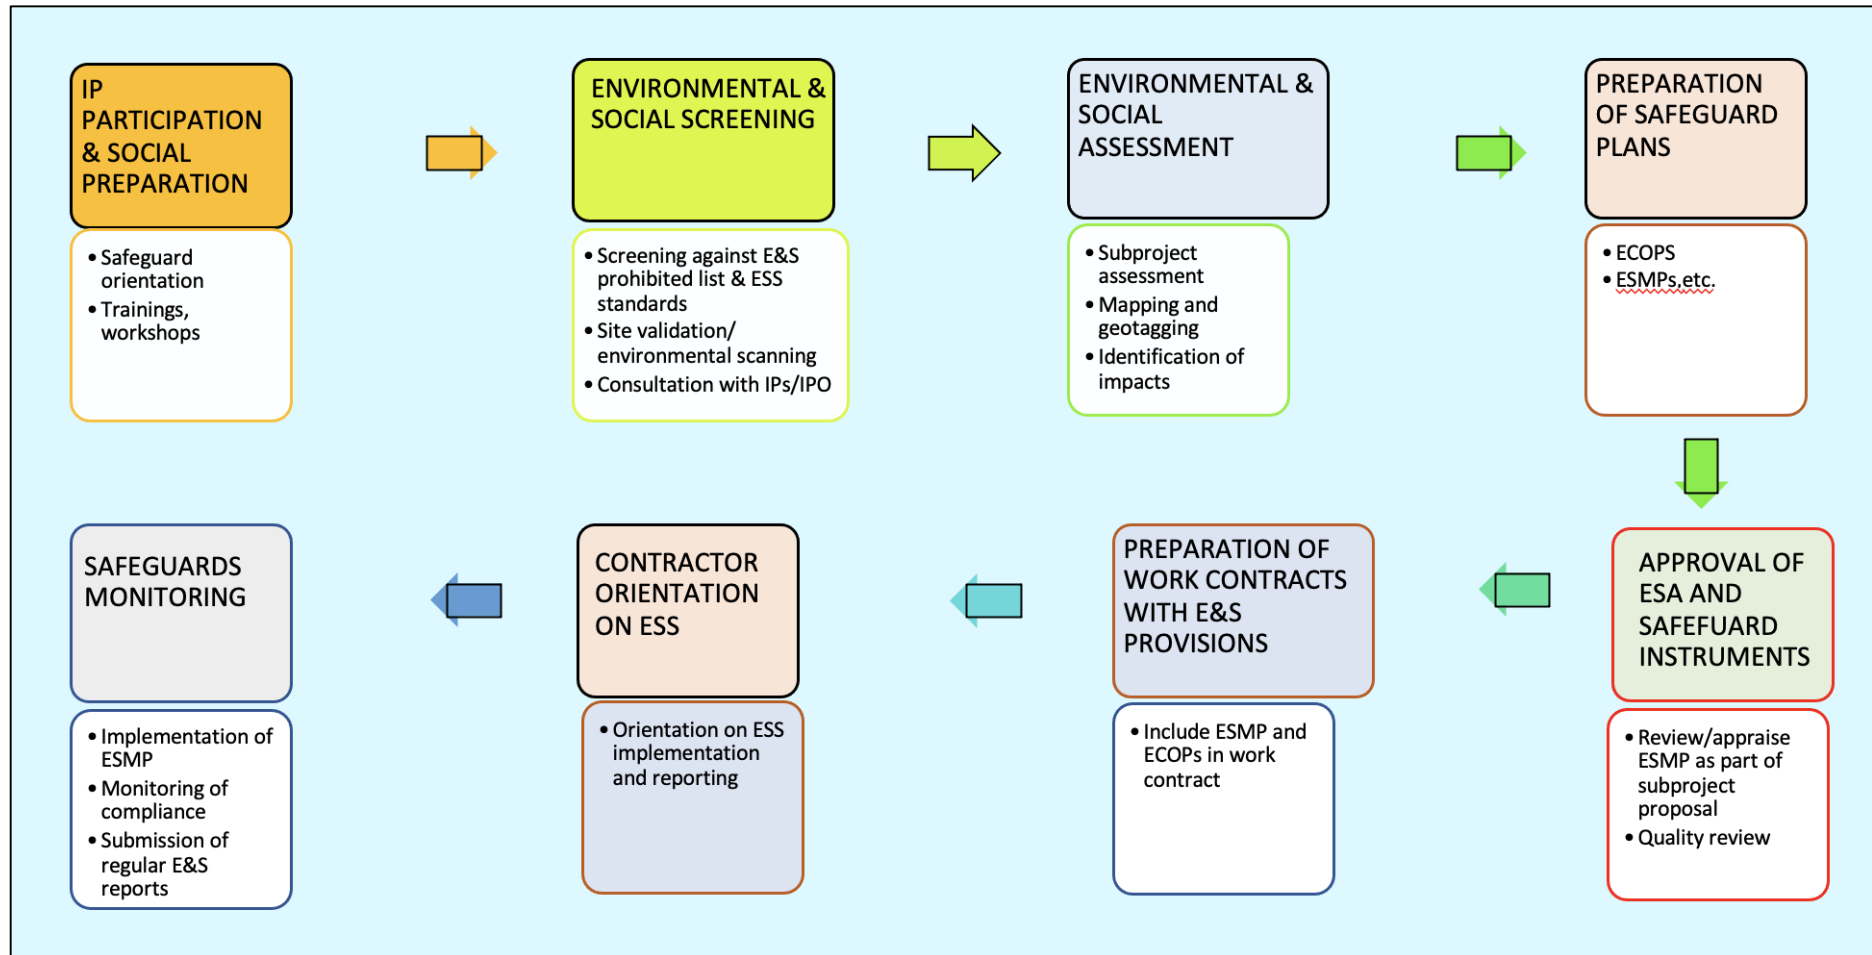 IP
PARTICIPATION
& SOCIAL
PREPARATION
• Safeguard
orientation
• Trainings,
workshops
ENVIRONMENTAL &
SOCIAL SCREENING
• Screening against E&S
prohibited list & ESS
standards
• Site validation/
environmental scanning
• Consultation with IPs/IPO
ENVIRONMENTAL &
SOCIAL
ASSESSMENT
• Subproject
assessment
• Mapping and
geotagging
• Identification of
impacts
PREPARATION
OF SAFEGUARD
PLANS
• ECOPS
• ESMPs,etc.
APPROVAL OF
ESA AND
SAFEFUARD
INSTRUMENTS
• Review/appraise
ESMP as part of
subproject
proposal
• Quality review
PREPARATION OF
WORK CONTRACTS
WITH E&S
PROVISIONS
• Include ESMP and
ECOPs in work
contract
CONTRACTOR
ORIENTATION
ON ESS
• Orientation on ESS
implementation
and reporting
SAFEGUARDS
MONITORING
• Implementation of
ESMP
• Monitoring of
compliance
• Submission of
regular E&S
reports